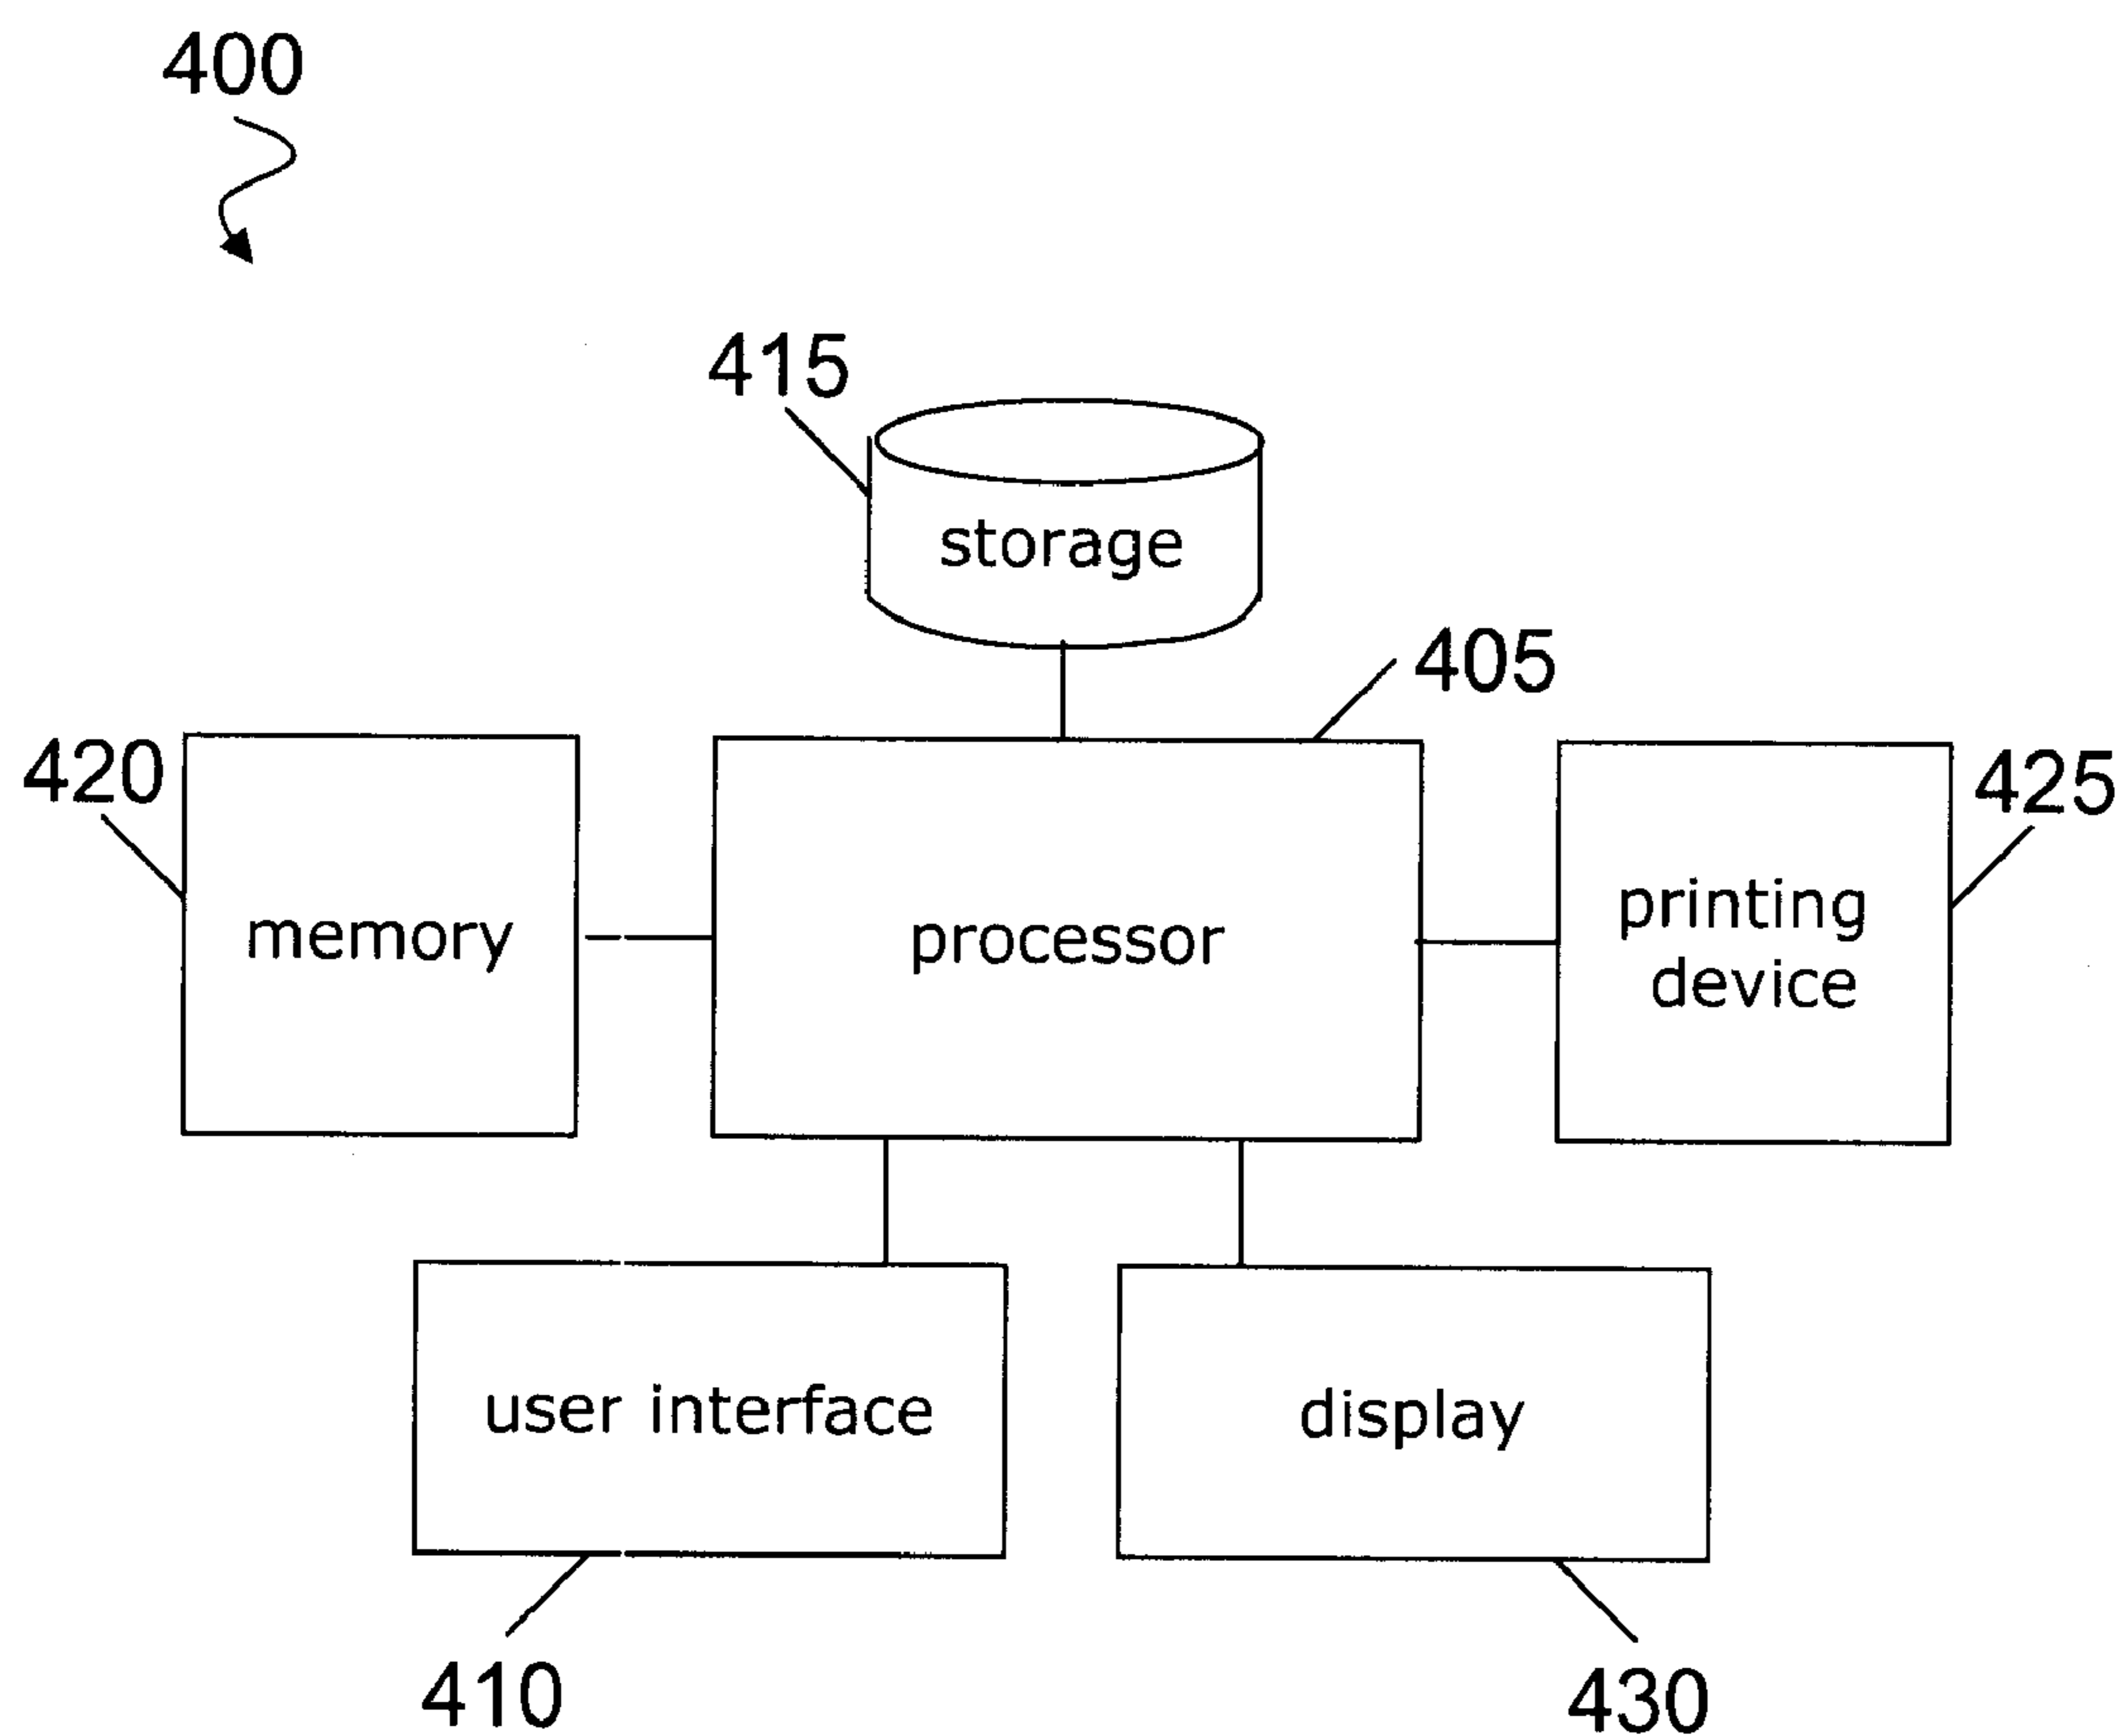 400
415
storage
405
420
425
memory
processor
printing
device
user interface
display
410
430